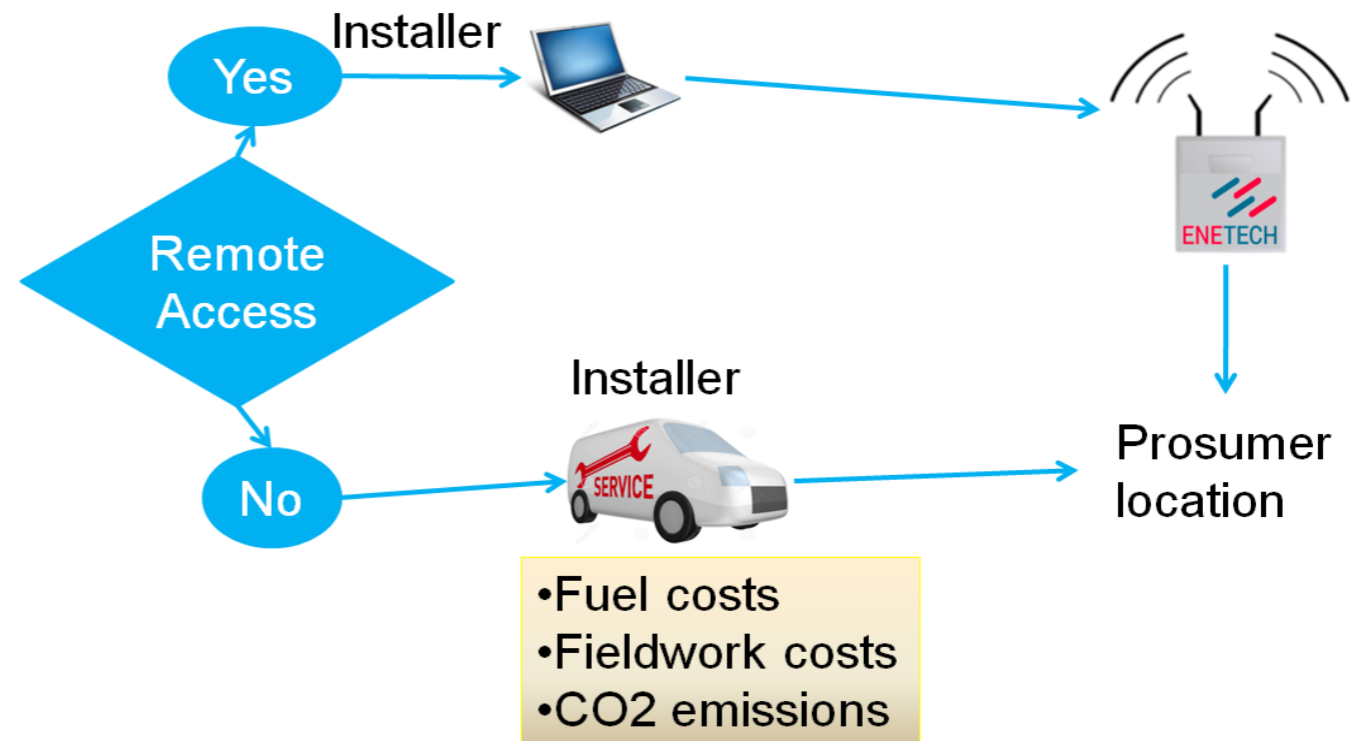 Installer
Yes
ENETECH
Remote
Access
Installer
SERVICE
Prosumer
location
No
•Fuel costs
•Fieldwork costs
•CO2 emissions